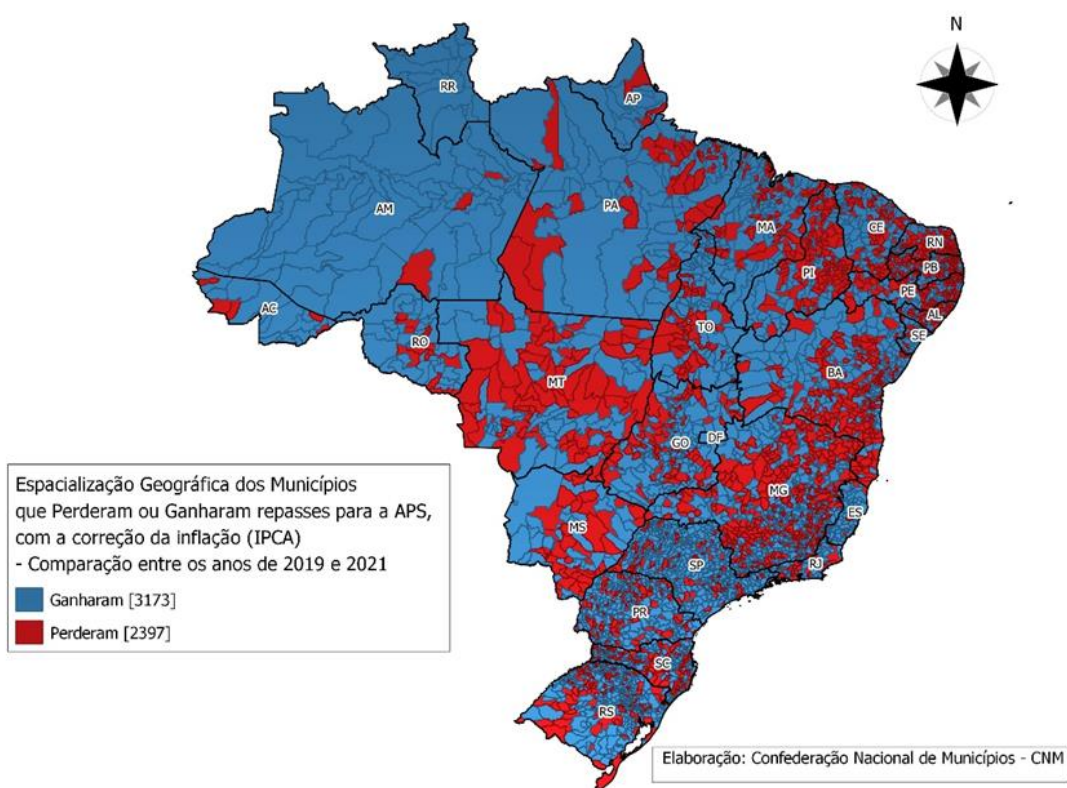 N
RR
AP
AM
PA
MA
CE
RN
PB
PE
PI
AL
SE
AC
RO
TO
BA
MT
GO
DF
MG
MS
ES
SP
RJ
PR
SC
RS
Espacialização Geográfica dos Municípios
que Perderam ou Ganharam repasses para a APS,
com a correção da inflação (IPCA)
- Comparação entre os anos de 2019 e 2021
Ganharam [3173]
Perderam [2397]
Elaboração: Confederação Nacional de Municípios - CNM